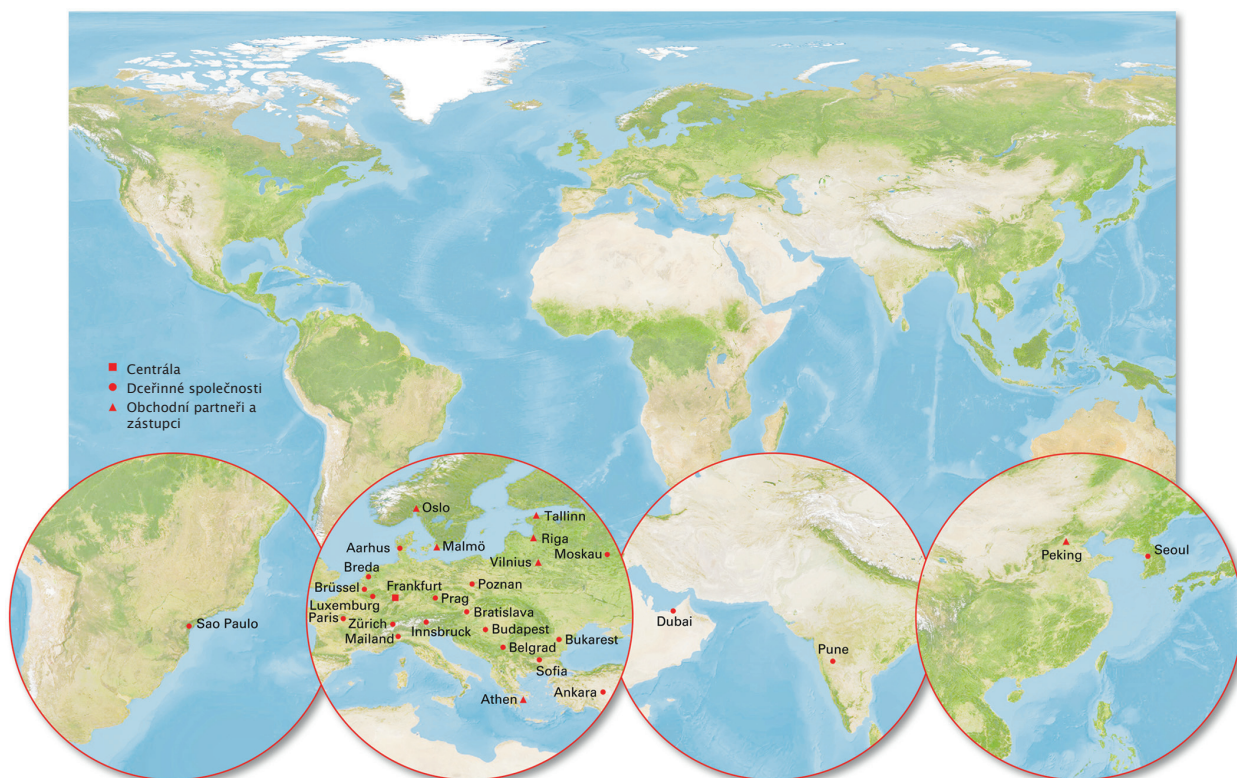 Centrála
Dceřinné společnosti
Obchodní partneři a
zástupci
Sao Paulo
Oslo
Tallinn
Riga
Aarhus
Malmö
Moskau
Vilnius
Breda
Brüssel
Frankfurt
Poznan
Luxemburg
Prag
Paris
Bratislava
Zürich
Mailand
Innsbruck
Budapest
Bukarest
Belgrad
Sofia
Ankara
Athen
Dubai
Pune
Peking
Seoul